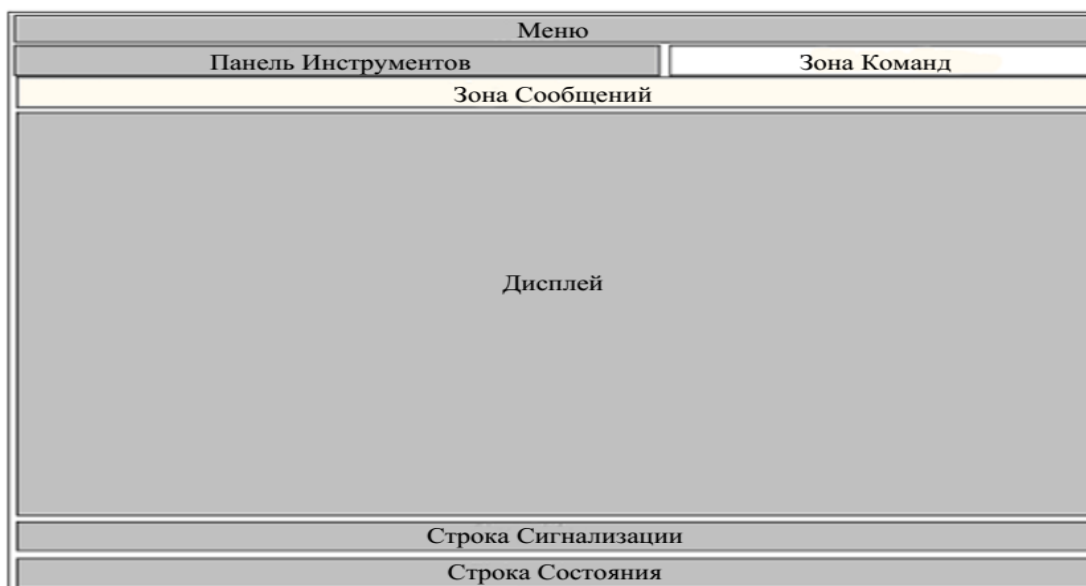 Меню
Панель Инструментов
Зона Команд
Зона Сообщений
Дисплей
Строка Сигнализации
Строка Состояния